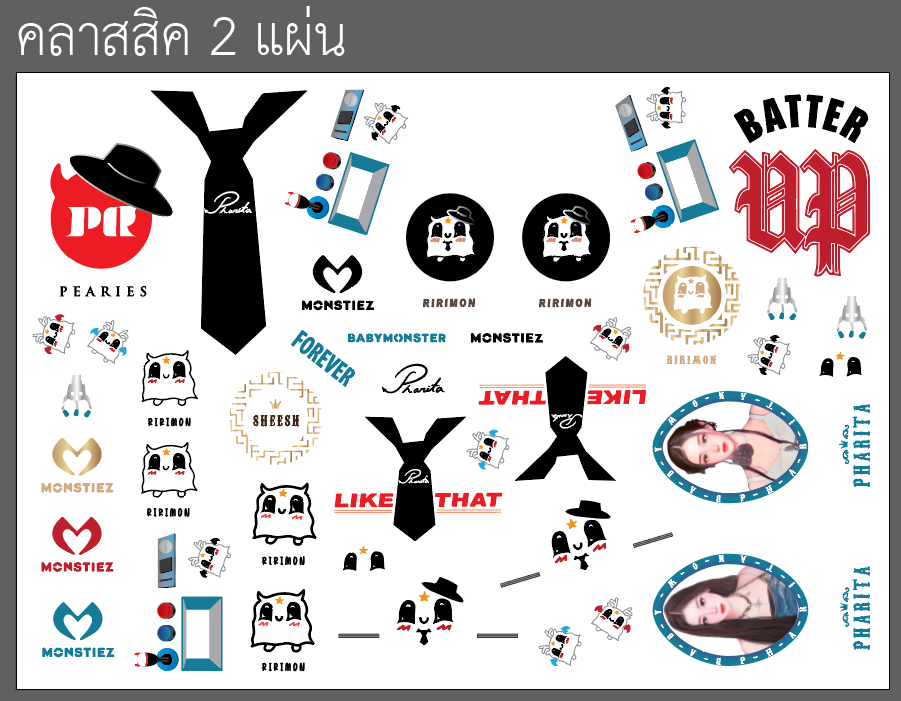 คลาสสิค 2 แผ่น
BATTER
UP
PR
PEARIES
Pharita
MONSTIEZ
RIRIMON
RIRIMON
RIRIMON
FOREVER
BABYMONSTER
MONSTIEZ
Pharita
LIKE THAT
Pharita
RIRIMON
SHEESH
PHARITA
MONSTIEZ
RIRIMON
LIKE THAT
Pharita
MONSTIEZ
RIRIMON
MONSTIEZ
RIRIMON
PHARITA